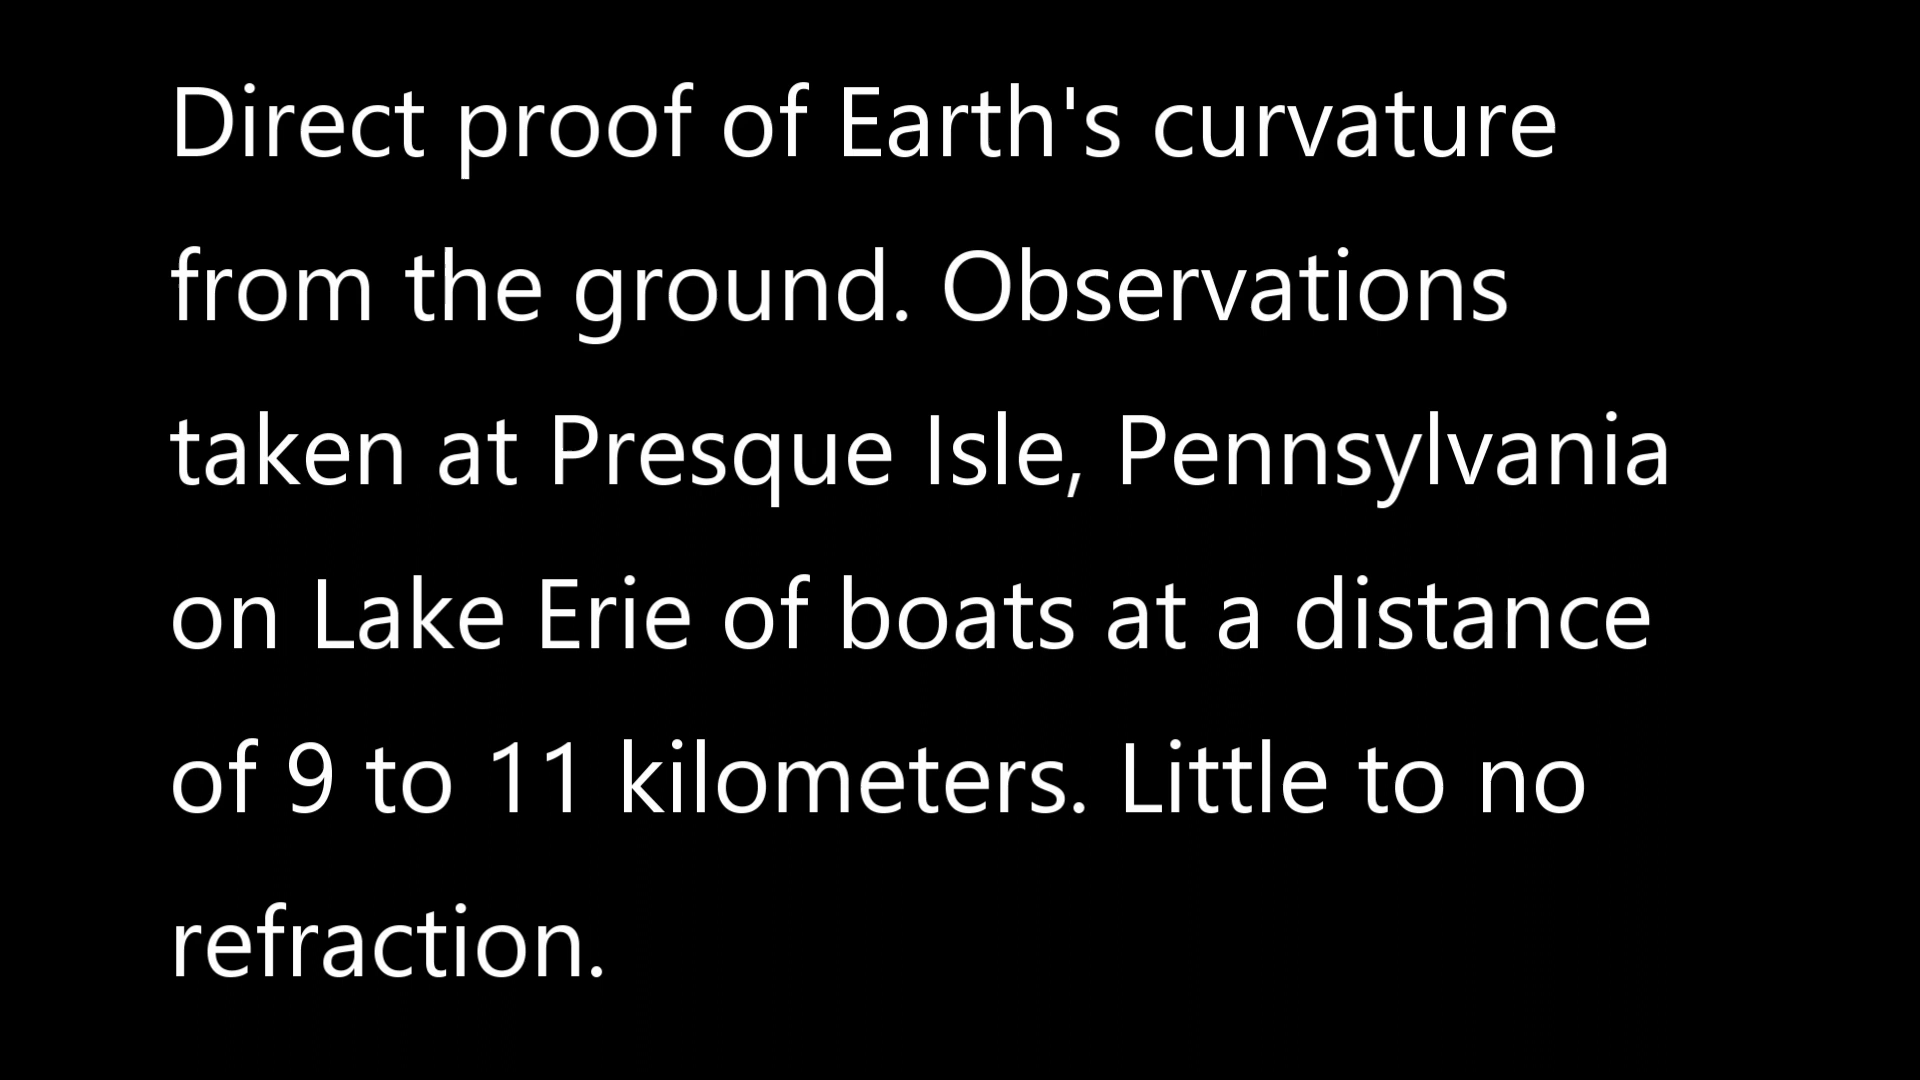 Direct proof of Earth's curvature
from the ground. Observations
taken at Presque Isle, Pennsylvania
on Lake Erie of boats at a distance
of 9 to 11 kilometers. Little to no
refraction.